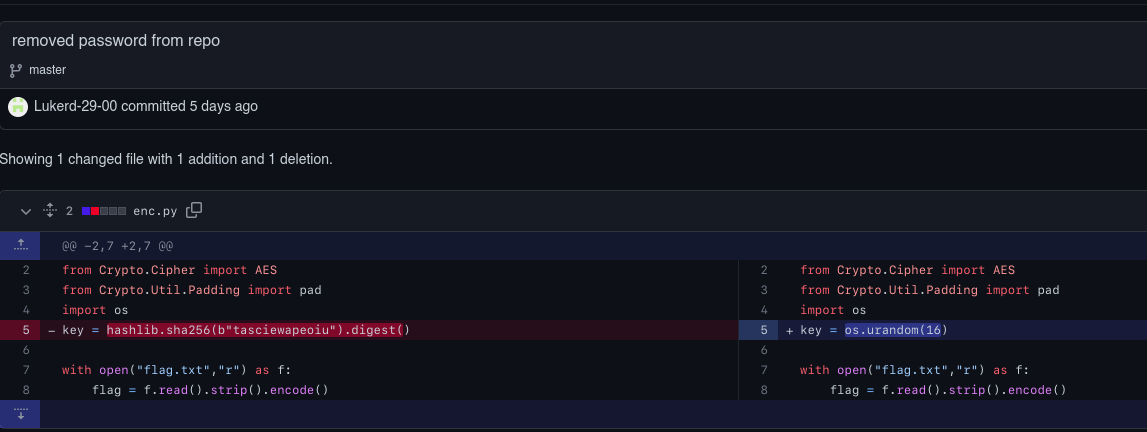 removed password from repo
master
Lukerd-29-00 committed 5 days ago
Showing 1 changed file with 1 addition and 1 deletion.
2 enc.py
@@ -2,7 +2,7 @@
2 from Crypto.Cipher import AES
3 from Crypto.Util.Padding import pad
4 import os
5 - key = hashlib.sha256(b"tasciewapeoiu").digest()
6
7 with open("flag.txt","r") as f:
8 flag = f.read().strip().encode()
2 from Crypto.Cipher import AES
3 from Crypto.Util.Padding import pad
4 import os
5 + key = os.urandom(16)
6
7 with open("flag.txt","r") as f:
8 flag = f.read().strip().encode()